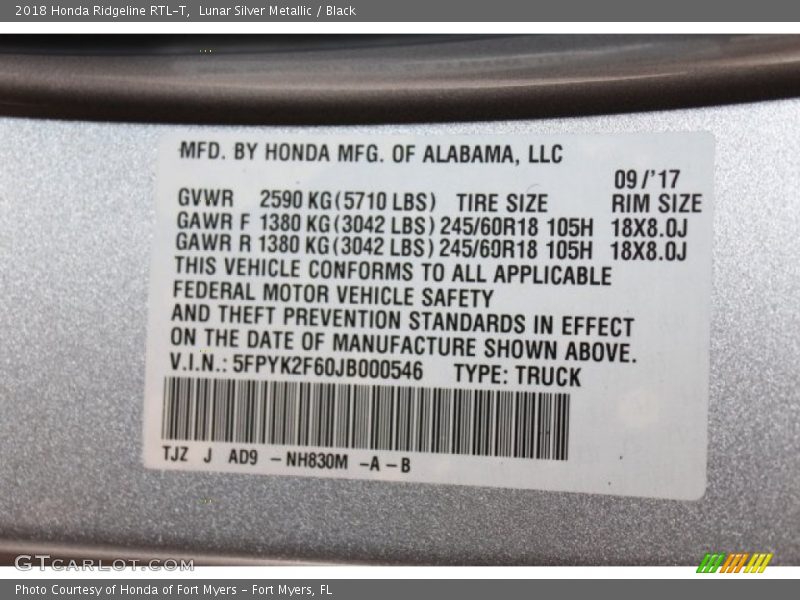 2018 Honda Ridgeline RTL-T,  Lunar Silver Metallic / Black
MFD. BY HONDA MFG. OF ALABAMA, LLC
09/'17
GVWR 2590 KG(5710 LBS) TIRE SIZE RIM SIZE
GAWR F 1380 KG(3042 LBS) 245/60R18 105H 18X8.0J
GAWR R 1380 KG(3042 LBS) 245/60R18 105H 18X8.0J
THIS VEHICLE CONFORMS TO ALL APPLICABLE
FEDERAL MOTOR VEHICLE SAFETY
AND THEFT PREVENTION STANDARDS IN EFFECT
ON THE DATE OF MANUFACTURE SHOWN ABOVE.
V.I.N.: 5FPYK2F60JB000546 TYPE: TRUCK
TJZ J AD9 - NH830M - A - B
GTCARLOT.COM
Photo Courtesy of Honda of Fort Myers - Fort Myers, FL